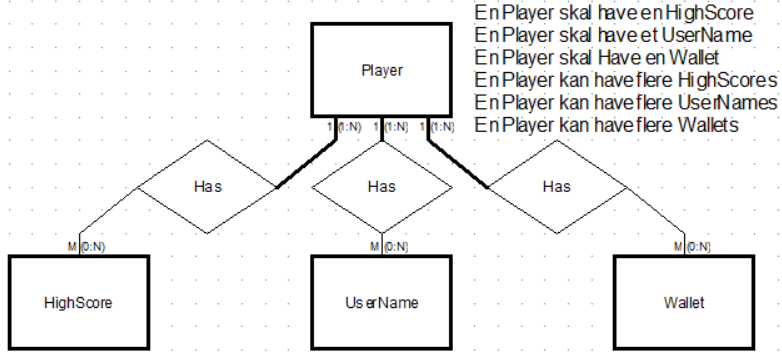 En Player skal have en HighScore
En Player skal have et UserName
En Player skal Have en Wallet
En Player kan have flere HighScores
En Player kan have flere UserNames
En Player kan have flere Wallets
Player
1 (1:N) 1 (1:N) 1 (1:N)
Has Has Has
M (0:N) M (0:N) M (0:N)
HighScore UserName Wallet